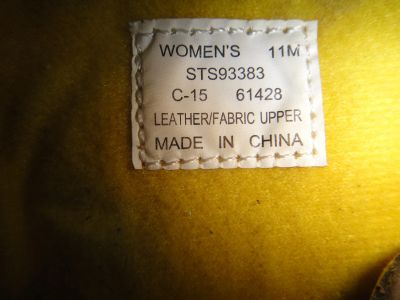 WOMEN'S 11M
STS93383
C-15 61428
LEATHER/FABRIC UPPER
MADE IN CHINA